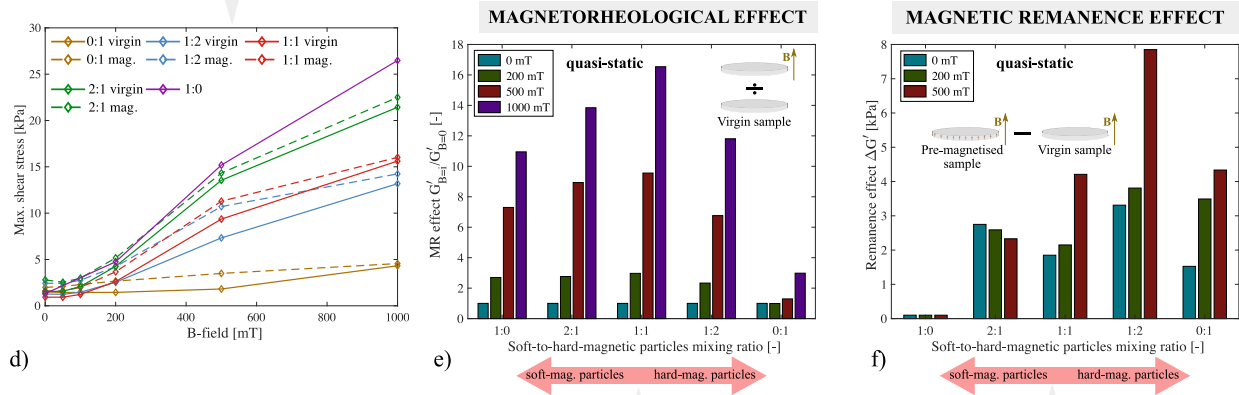 MAGNETORHEOLOGICAL EFFECT
MAGNETIC REMANENCE EFFECT
30
25
20
15
10
5
0
Max. shear stress [kPa]
0:1 virgin
0:1 mag.
1:2 virgin
1:2 mag.
1:1 virgin
1:1 mag.
2:1 virgin
2:1 mag.
1:0
0 200 400 600 800 1000
B-field [mT]
d)
18
16
14
12
10
8
6
4
2
0
MR effect G′B=i/G′B=0 [-]
0 mT
200 mT
500 mT
1000 mT
quasi-static
B
÷
Virgin sample
1:0 2:1 1:1 1:2 0:1
Soft-to-hard-magnetic particles mixing ratio [-]
soft-mag. particles hard-mag. particles
e)
8
7
6
5
4
3
2
1
0
Remanence effect ΔG′ [kPa]
0 mT
200 mT
500 mT
quasi-static
B
B
Pre-magnetised
sample
Virgin sample
1:0 2:1 1:1 1:2 0:1
Soft-to-hard-magnetic particles mixing ratio [-]
soft-mag. particles hard-mag. particles
f)